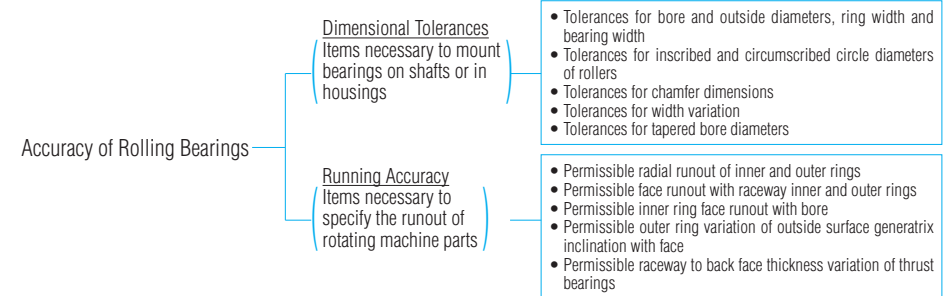 Accuracy of Rolling Bearings
Dimensional Tolerances
Items necessary to mount
bearings on shafts or in
housings
• Tolerances for bore and outside diameters, ring width and
bearing width
• Tolerances for inscribed and circumscribed circle diameters
of rollers
• Tolerances for chamfer dimensions
• Tolerances for width variation
• Tolerances for tapered bore diameters
Running Accuracy
Items necessary to
specify the runout of
rotating machine parts
• Permissible radial runout of inner and outer rings
• Permissible face runout with raceway inner and outer rings
• Permissible inner ring face runout with bore
• Permissible outer ring variation of outside surface generatrix
inclination with face
• Permissible raceway to back face thickness variation of thrust
bearings